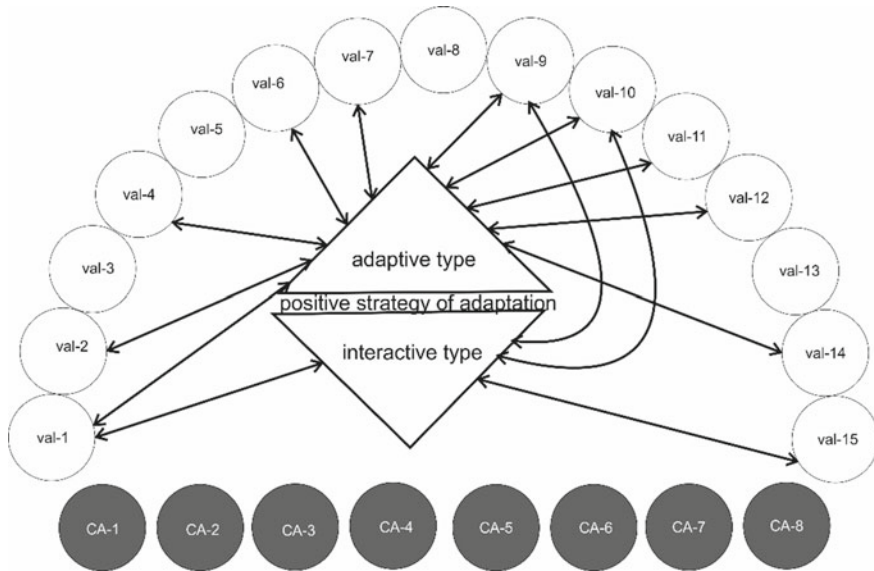 val-8
val-7
val-9
val-6
val-10
val-5
val-11
val-4
val-12
adaptive type
val-3
val-13
positive strategy of adaptation
val-2
interactive type
val-14
val-1
val-15
CA-1
CA-2
CA-3
CA-4
CA-5
CA-6
CA-7
CA-8